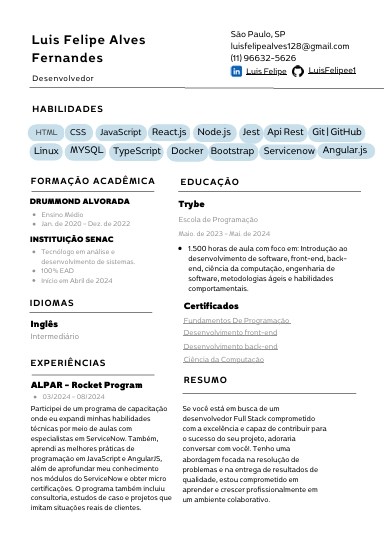 Luis Felipe Alves
Fernandes
Desenvolvedor
São Paulo, SP
luisfelipealves128@gmail.com
(11) 96632-5626
Luis Felipe LuisFelipee1
HABILIDADES
HTML CSS JavaScript React.js Node.js Jest Api Rest Git|GitHub
Linux MYSQL TypeScript Docker Bootstrap Servicenow Angular.js
FORMAÇÃO ACADÊMICA
DRUMMOND ALVORADA
Ensino Médio
Jan. de 2020 - Dez. de 2022
INSTITUIÇÃO SENAC
Tecnólogo em análise e
desenvolvimento de sistemas.
100% EAD
Início em Abril de 2024
IDIOMAS
Inglês
Intermediário
EXPERIÊNCIAS
ALPAR – Rocket Program
03/2024 - 08/2024
Participei de um programa de capacitação
onde eu expandi minhas habilidades
técnicas por meio de aulas com
especialistas em ServiceNow. Também,
aprendi as melhores práticas de
programação em JavaScript e AngularJS,
além de aprofundar meu conhecimento
nos módulos do ServiceNow e obter micro
certificações. O programa também incluiu
consultoria, estudos de caso e projetos que
imitam situações reais de clientes.
EDUCAÇÃO
Trybe
Escola de Programação
Maio. de 2023 - Mai. de 2024
1.500 horas de aula com foco em: Introdução ao
desenvolvimento de software, front-end, back-
end, ciência da computação, engenharia de
software, metodologias ágeis e habilidades
comportamentais.
Certificados
Fundamentos De Programação
Desenvolvimento front-end
Desenvolvimento back-end
Ciência da Computação
RESUMO
Se você está em busca de um
desenvolvedor Full Stack comprometido
com a excelência e capaz de contribuir para
o sucesso do seu projeto, adoraria
conversar com você!. Tenho uma
abordagem focada na resolução de
problemas e na entrega de resultados de
qualidade, estou comprometido em
aprender e crescer profissionalmente em
um ambiente colaborativo.